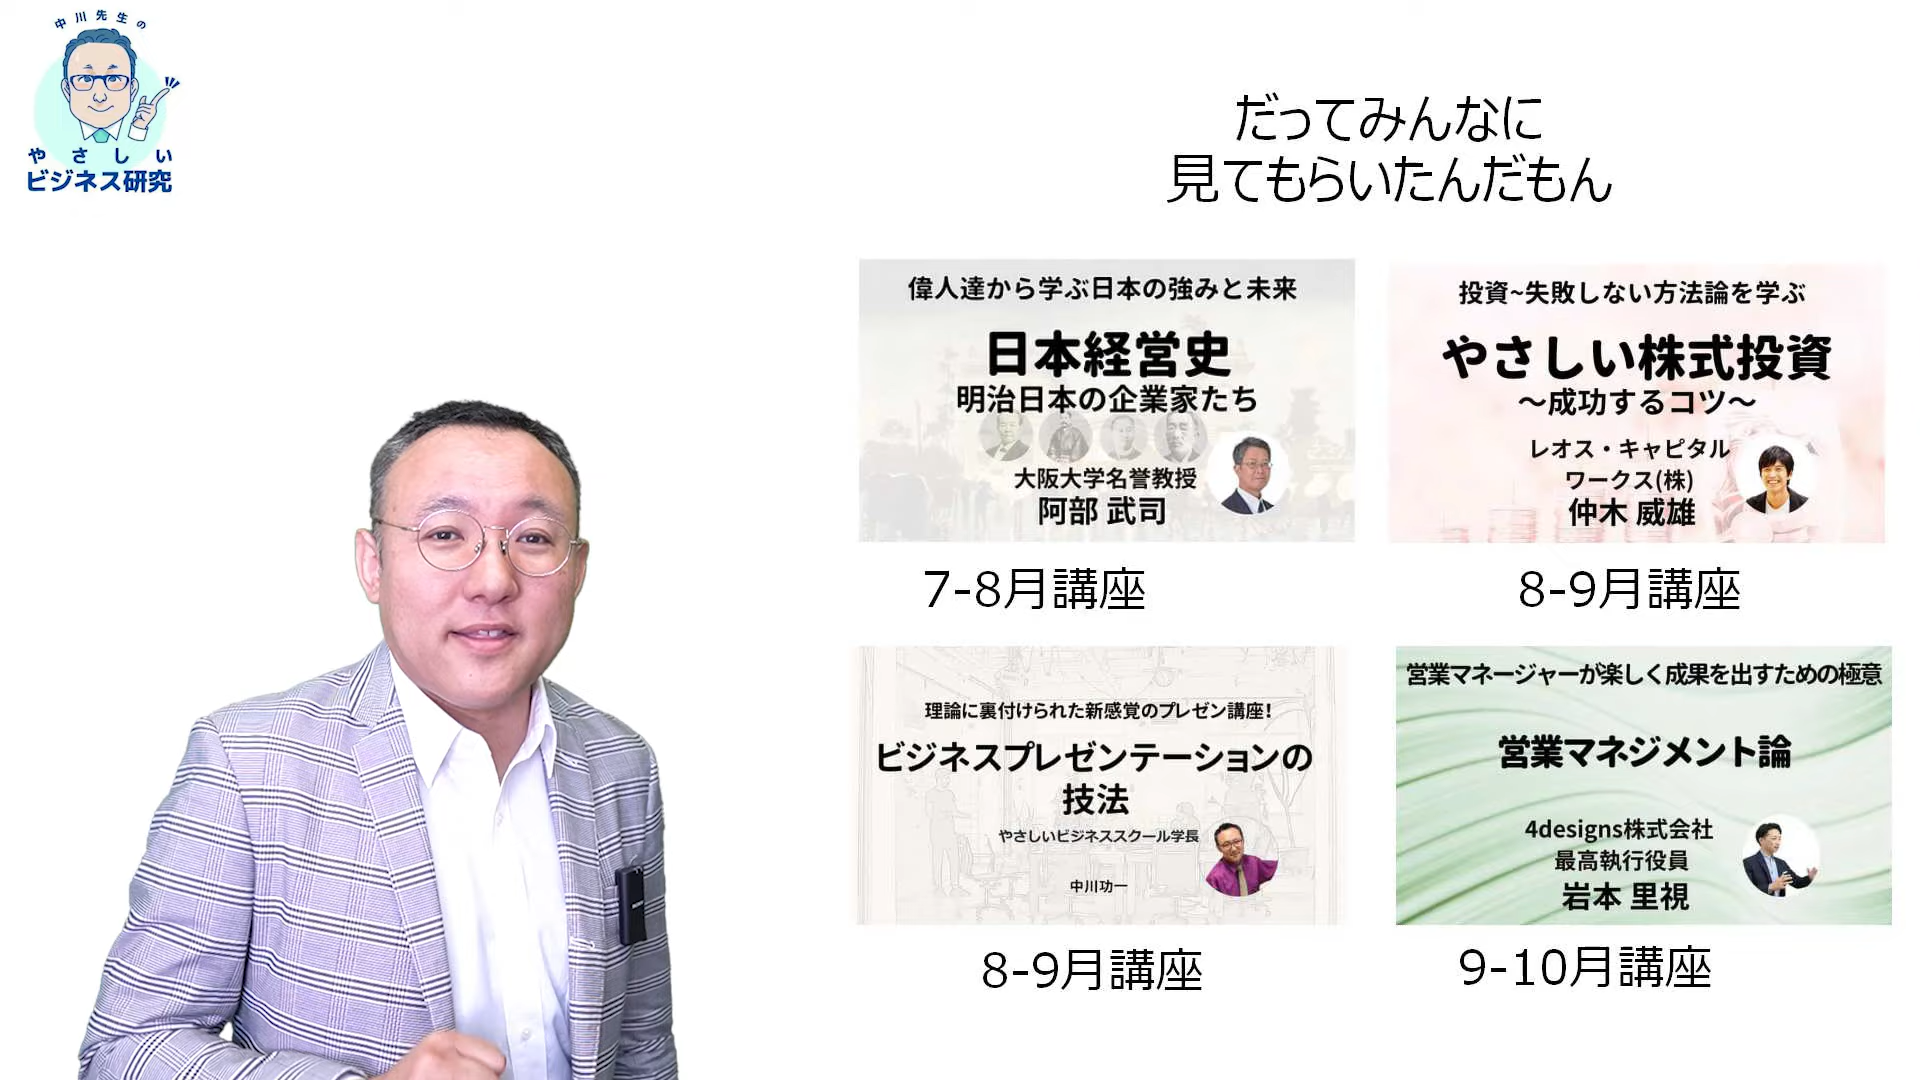 中川先生の
やさしい
ビジネス研究
だってみんなに
見てもらいたんだもん
偉人達から学ぶ日本の強みと未来
日本経営史
明治日本の企業家たち
大阪大学名誉教授
阿部 武司
7-8月講座
投資~失敗しない方法論を学ぶ
やさしい株式投資
～成功するコツ～
レオス・キャピタル
ワークス(株)
仲木 威雄
8-9月講座
理論に裏付けられた新感覚のプレゼン講座！
ビジネスプレゼンテーションの
技法
やさしいビジネススクール学長
中川功一
8-9月講座
営業マネージャーが楽しく成果を出すための極意
営業マネジメント論
4designs株式会社
最高執行役員
岩本 里視
9-10月講座